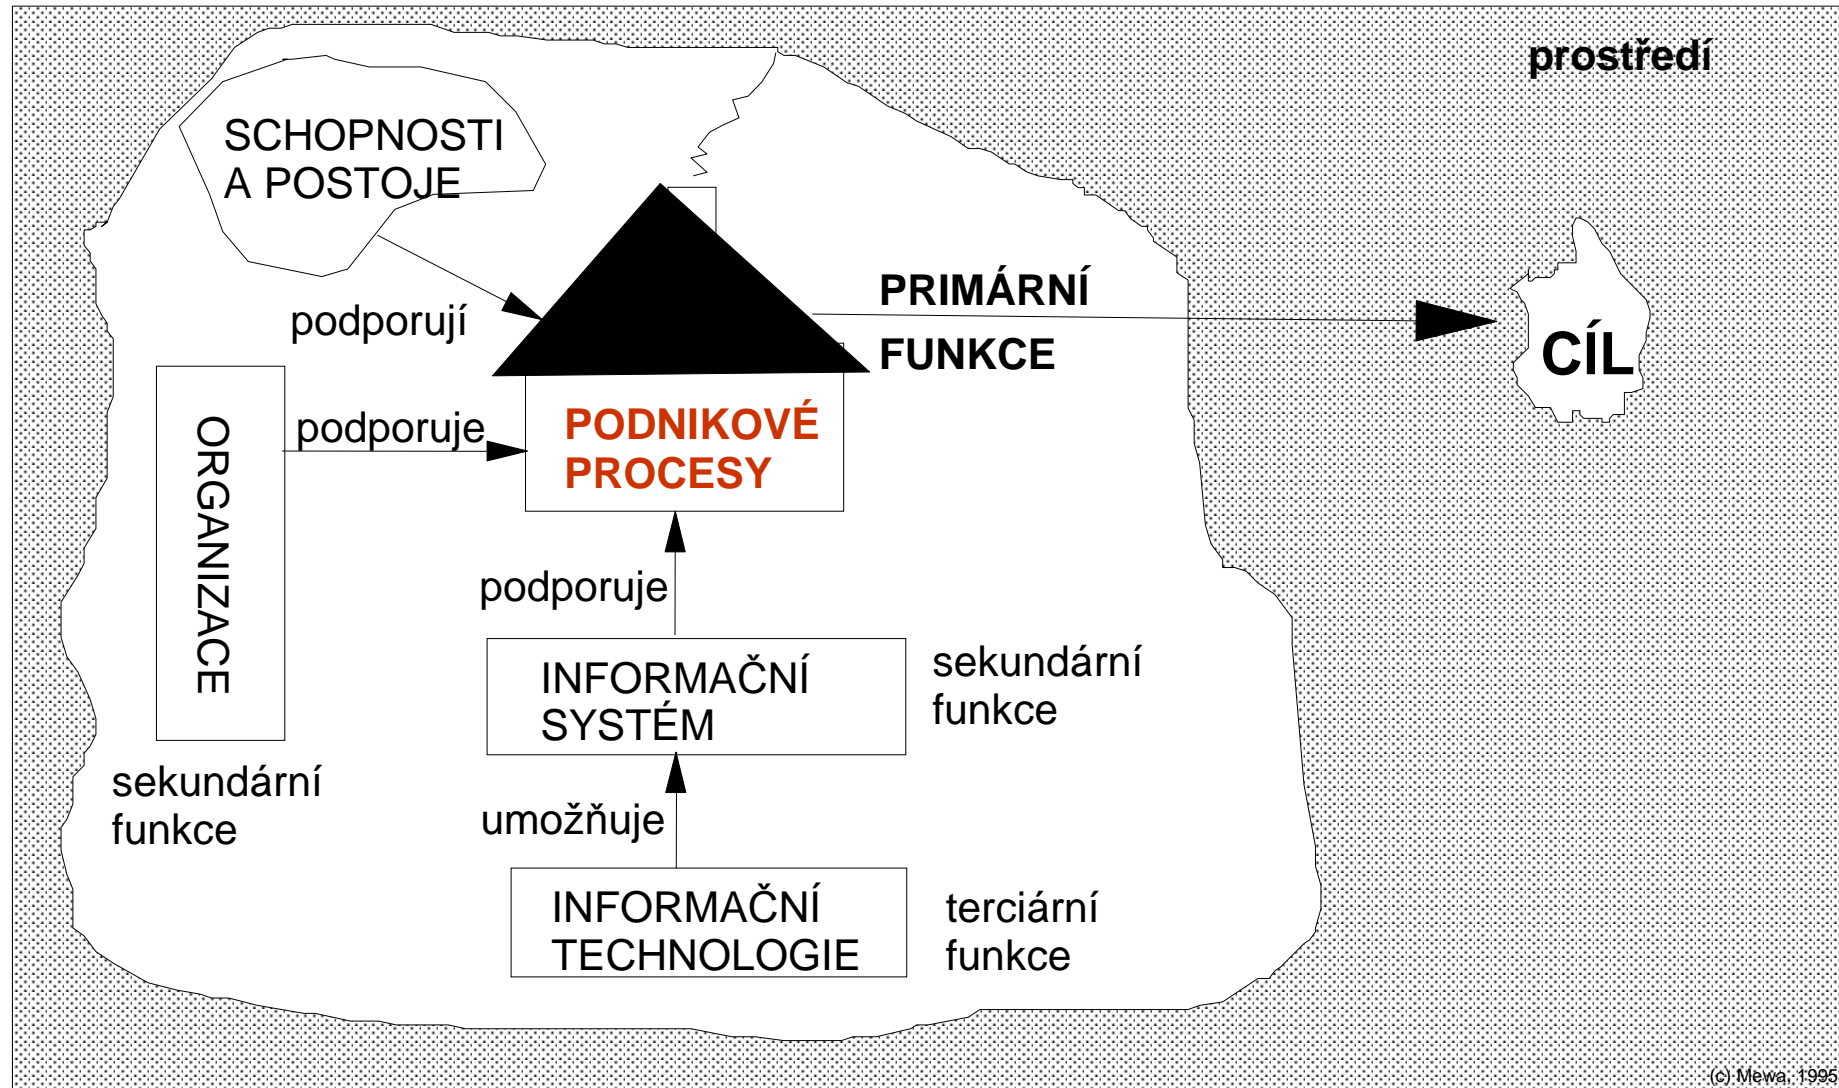 prostředí
SCHOPNOSTI
A POSTOJE
podporují
PRIMÁRNÍ
FUNKCE
CÍL
ORGANIZACE
podporuje
PODNIKOVÉ
PROCESY
podporuje
INFORMAČNÍ
SYSTÉM
sekundární
funkce
sekundární
funkce
umožňuje
INFORMAČNÍ
TECHNOLOGIE
terciární
funkce
(c) Mewa, 1995